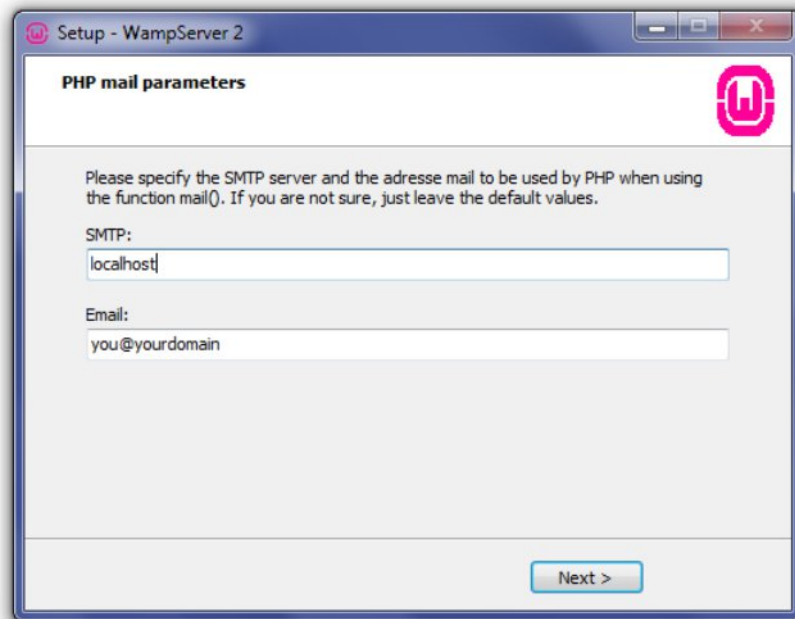 Setup - WampServer 2
PHP mail parameters
Please specify the SMTP server and the adresse mail to be used by PHP when using
the function mail(). If you are not sure, just leave the default values.
SMTP:
localhost
Email:
you@yourdomain
Next >